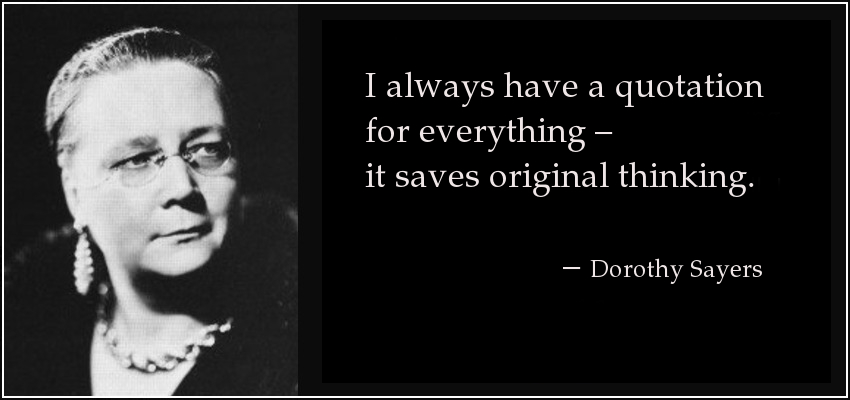 I always have a quotation
for everything –
it saves original thinking.
– Dorothy Sayers